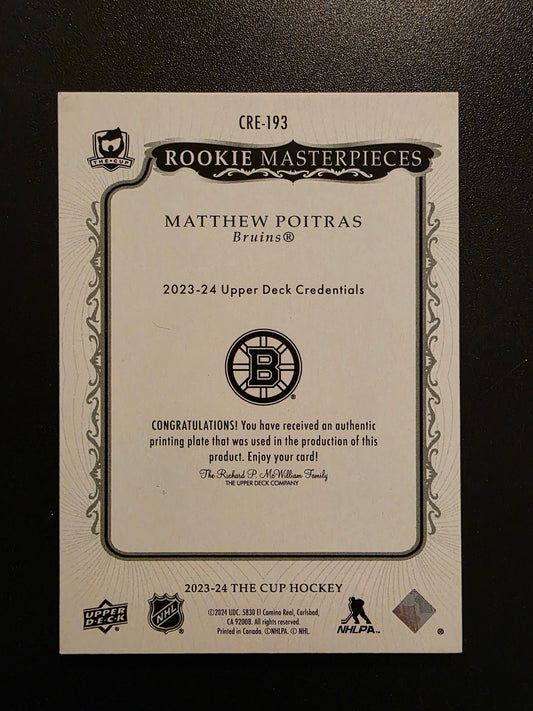 CRE-193
THE CUP
ROOKIE MASTERPIECES
MATTHEW POITRAS
Bruins®
2023-24 Upper Deck Credentials
B
®
CONGRATULATIONS! You have received an authentic
printing plate that was used in the production of this
product. Enjoy your card!
The Richard P. McWilliam Family
THE UPPER DECK COMPANY
2023-24 THE CUP HOCKEY
UPPER
D.E.C.K
®
NHL
®
©2024 UDC. 5830 El Camino Real, Carlsbad,
CA 92008. All rights reserved.
Printed in Canada. ©NHLPA. © NHL.
NHLPA™
®